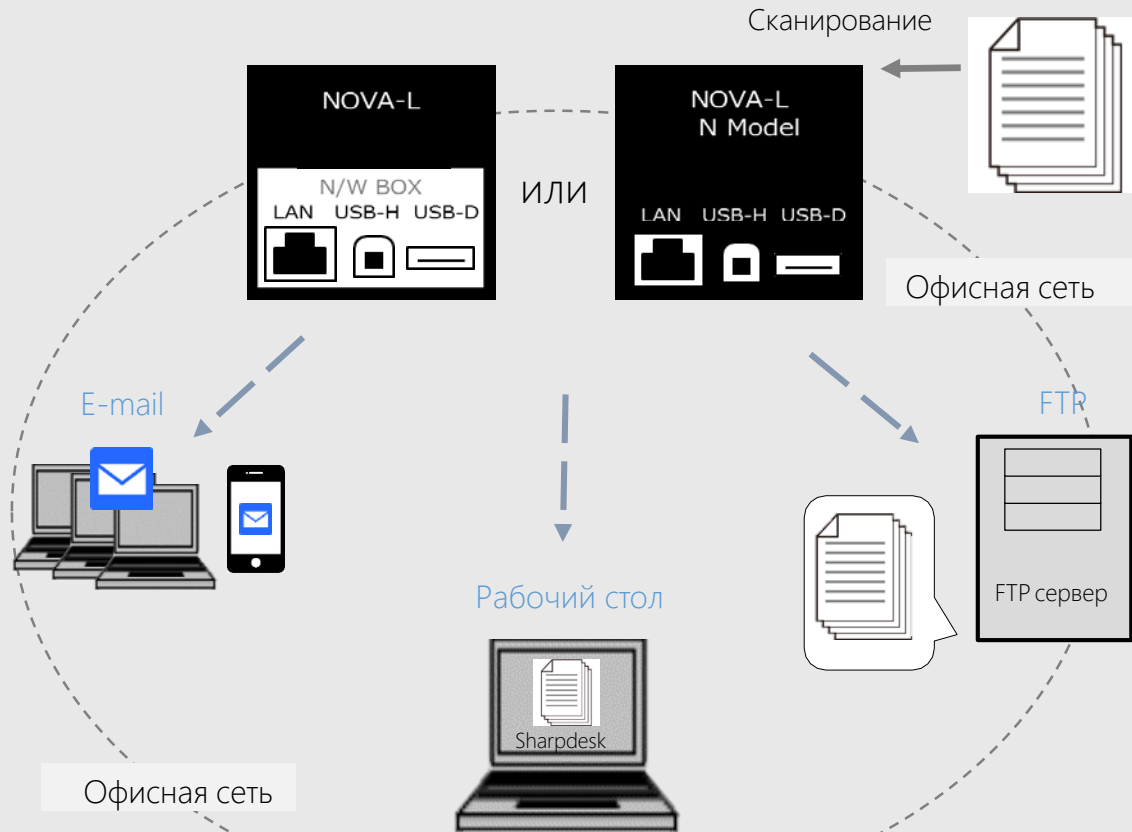 Сканирование
NOVA-L
N/W BOX
LAN USB-H USB-D
ИЛИ
NOVA-L
N Model
LAN USB-H USB-D
Офисная сеть
E-mail
FTP
FTP сервер
Рабочий стол
Sharpdesk
Офисная сеть